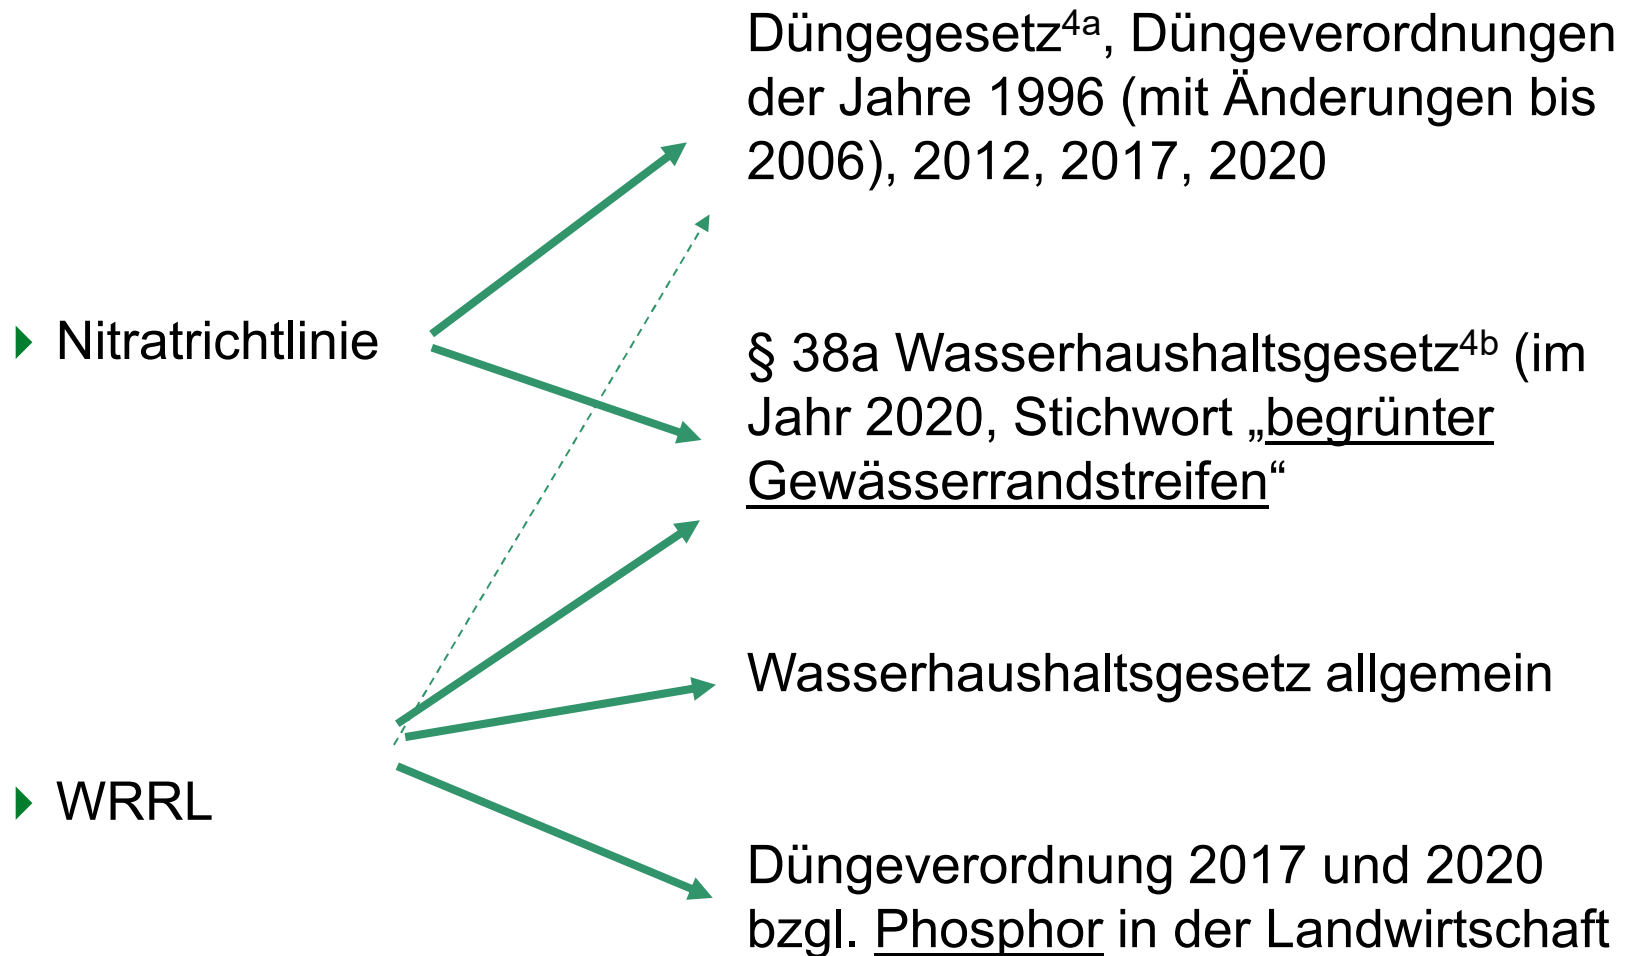 Düngegesetz4a, Düngeverordnungen
der Jahre 1996 (mit Änderungen bis
2006), 2012, 2017, 2020
Nitratrichtlinie
§ 38a Wasserhaushaltsgesetz4b (im
Jahr 2020, Stichwort „begrünter
Gewässerrandstreifen“
Wasserhaushaltsgesetz allgemein
WRRL
Düngeverordnung 2017 und 2020
bzgl. Phosphor in der Landwirtschaft